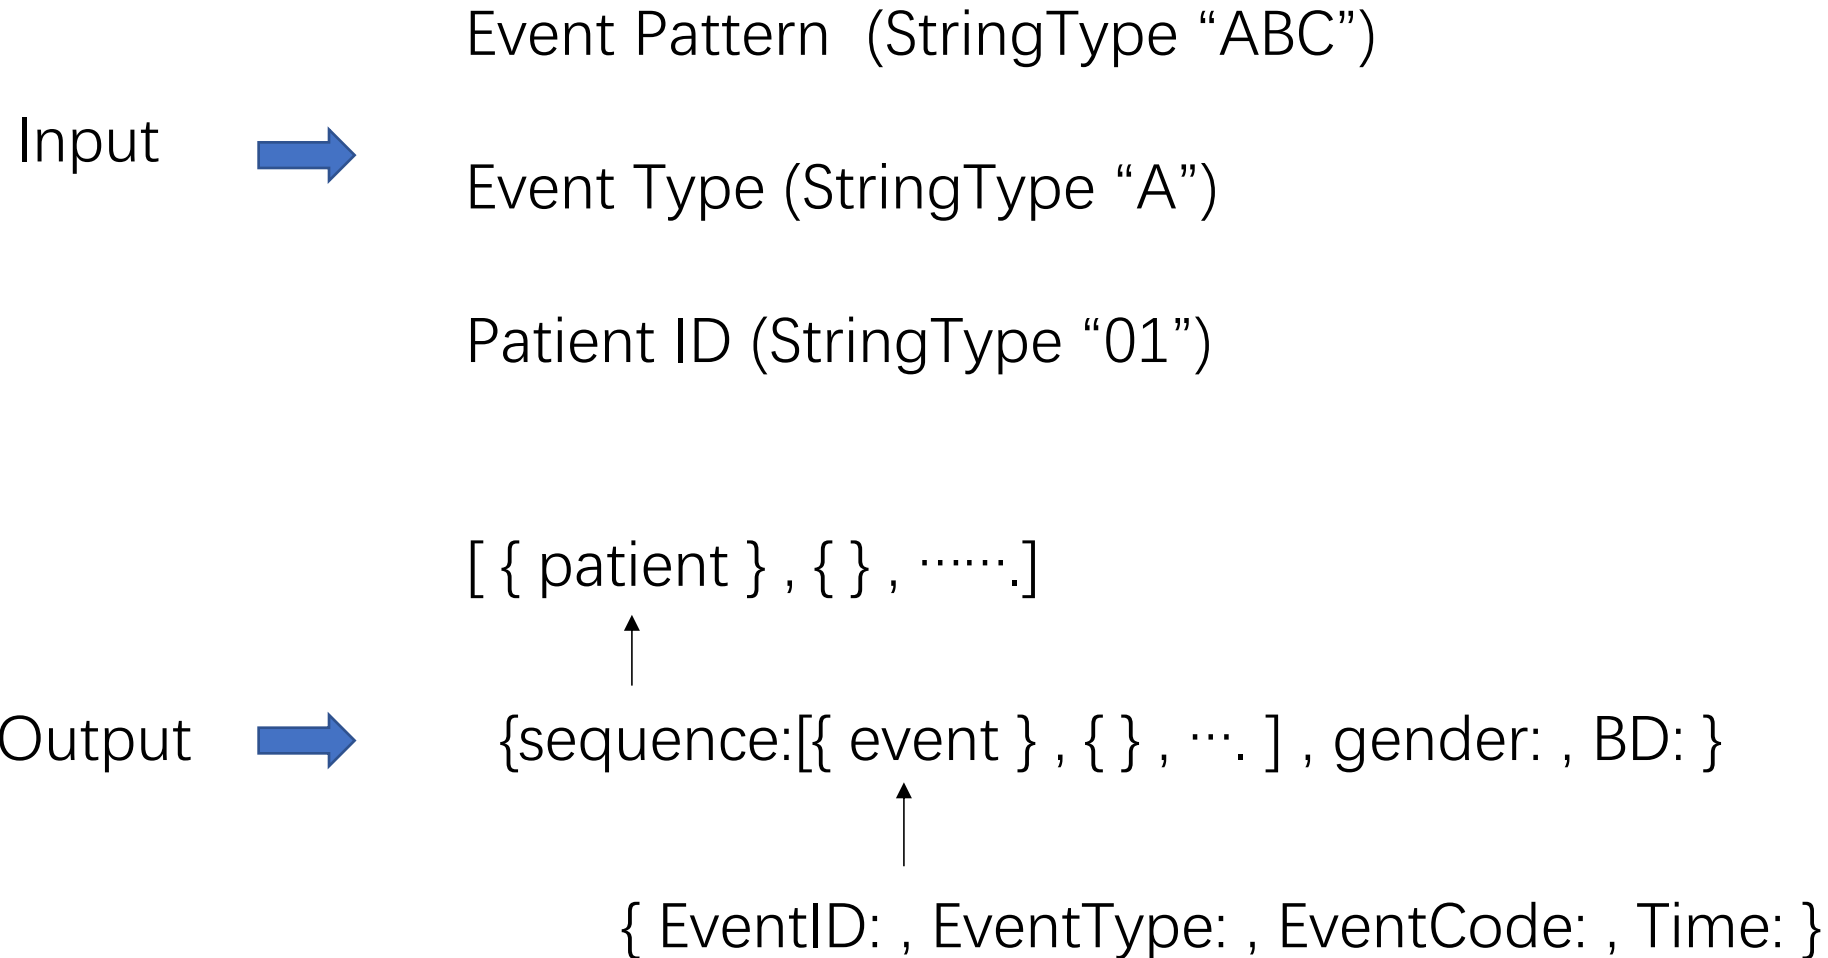 Event Pattern (StringType “ABC”)
Input
Event Type (StringType “A”)
Patient ID (StringType “01”)
[ { patient } , { } , ⋯⋯.]
Output
{sequence:[{ event } , { } , ⋯. ] , gender: , BD: }
{ EventID: , EventType: , EventCode: , Time: }